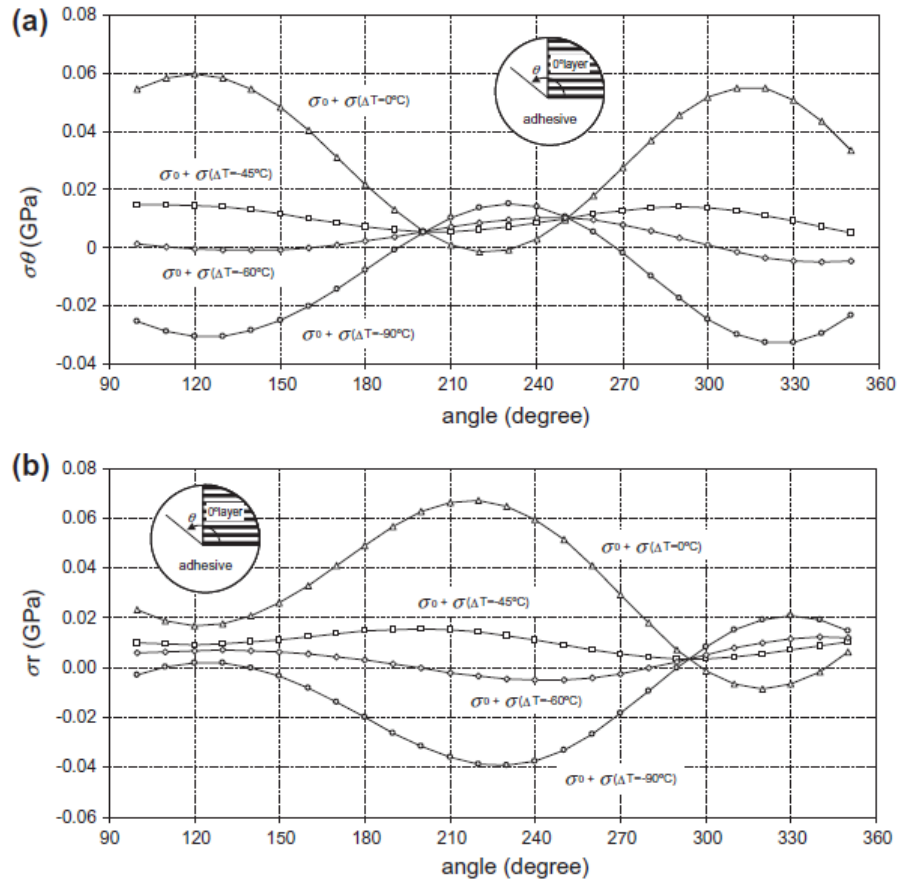 (a)
0.08
0.06
0.04
0.02
0
-0.02
-0.04
σθ (GPa)
σ0 + σ(ΔT=0ºC)
σ0 + σ(ΔT=-45ºC)
σ0 + σ(ΔT=-60ºC)
σ0 + σ(ΔT=-90ºC)
θ
0ºlayer
adhesive
90 120 150 180 210 240 270 300 330 360
angle (degree)
(b)
0.08
0.06
0.04
0.02
0.00
-0.02
-0.04
-0.06
σr (GPa)
θ
0ºlayer
adhesive
σ0 + σ(ΔT=0ºC)
σ0 + σ(ΔT=-45ºC)
σ0 + σ(ΔT=-60ºC)
σ0 + σ(ΔT=-90ºC)
90 120 150 180 210 240 270 300 330 360
angle (degree)